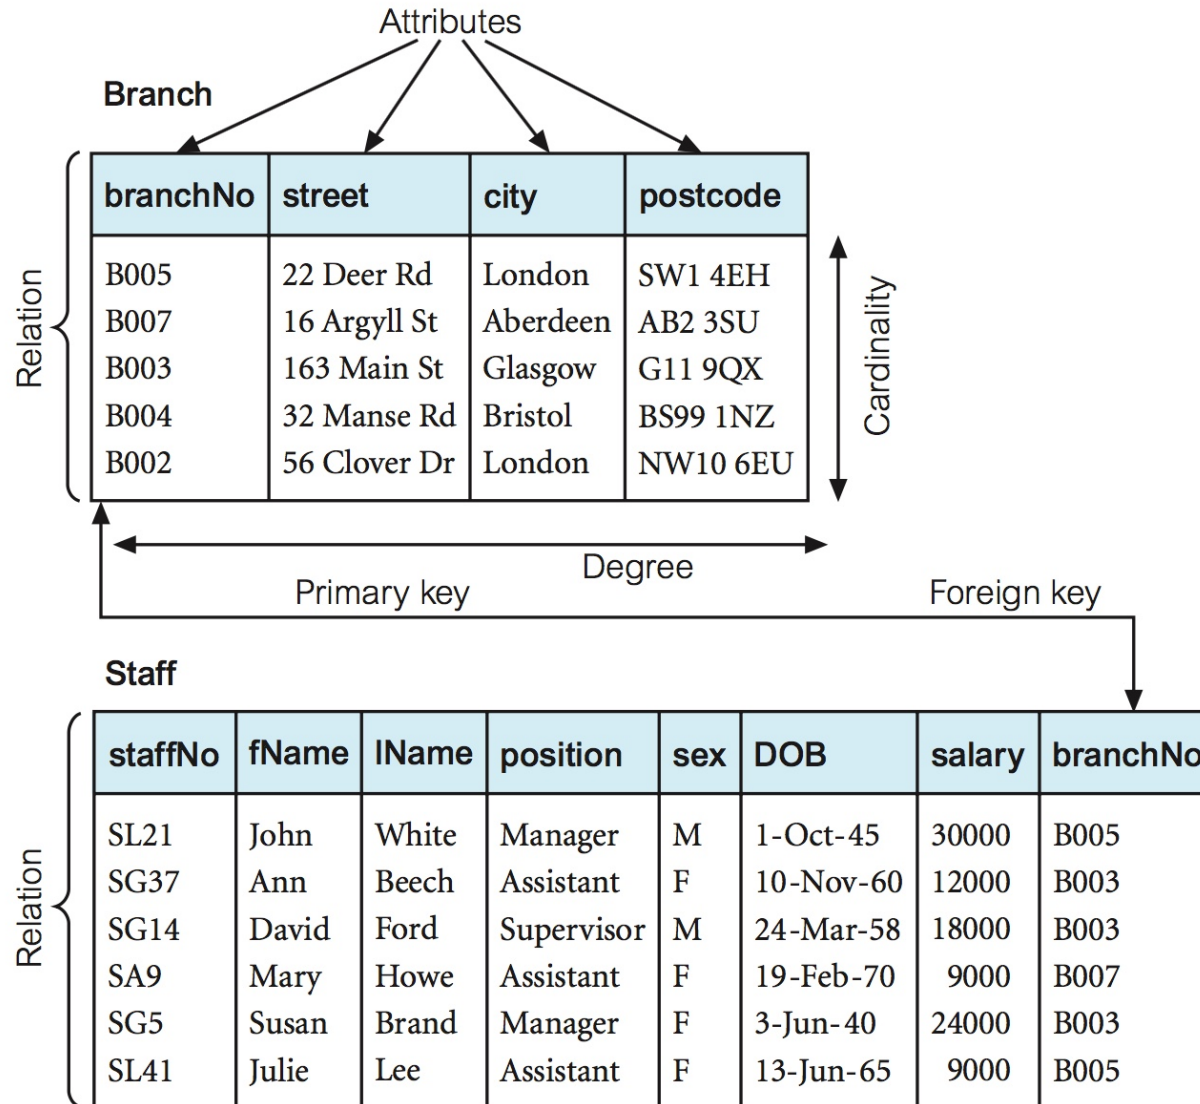 Attributes
Branch
branchNo street city postcode
B005 22 Deer Rd London SW1 4EH
B007 16 Argyll St Aberdeen AB2 3SU
B003 163 Main St Glasgow G11 9QX
B004 32 Manse Rd Bristol BS99 1NZ
B002 56 Clover Dr London NW10 6EU
Relation
Cardinality
Degree
Primary key Foreign key
Staff
staffNo fName lName position sex DOB salary branchNo
SL21 John White Manager M 1-Oct-45 30000 B005
SG37 Ann Beech Assistant F 10-Nov-60 12000 B003
SG14 David Ford Supervisor M 24-Mar-58 18000 B003
SA9 Mary Howe Assistant F 19-Feb-70 9000 B007
SG5 Susan Brand Manager F 3-Jun-40 24000 B003
SL41 Julie Lee Assistant F 13-Jun-65 9000 B005
Relation